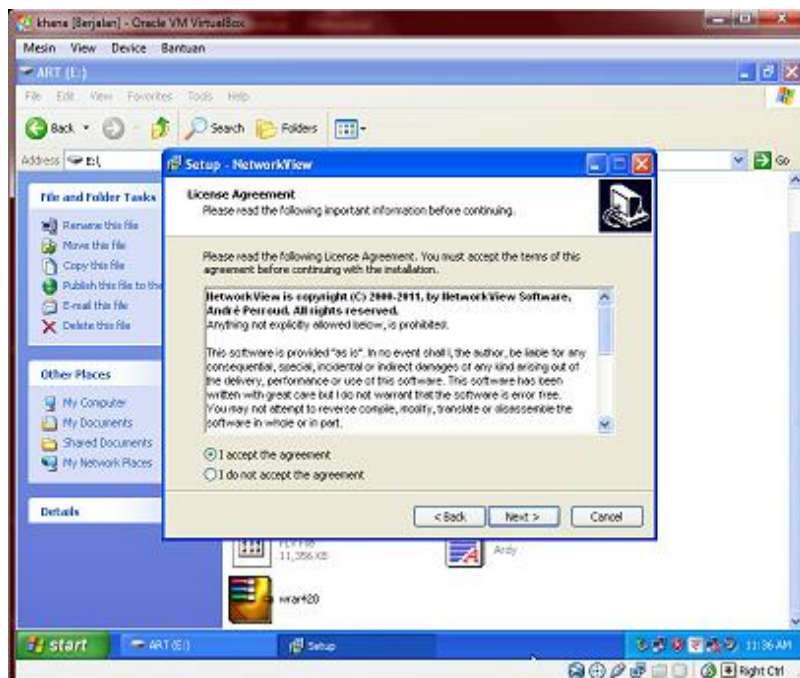 khana [Berjalan] - Oracle VM VirtualBox
Mesin View Device Bantuan
ART (E:)
File Edit View Favorites Tools Help
Back Search Folders
Address E:\ Go
Setup - NetworkView
License Agreement
Please read the following important information before continuing.
Please read the following License Agreement. You must accept the terms of this
agreement before continuing with the installation.
NetworkView is copyright (C) 2000-2011, by NetworkView Software,
André Perroud. All rights reserved.
Anything not explicitly allowed below, is prohibited.
This software is provided "as is". In no event shall I, the author, be liable for any
consequential, special, incidental or indirect damages of any kind arising out of
the delivery, performance or use of this software. This software has been
written with great care but I do not warrant that the software is error free.
You may not attempt to reverse compile, modify, translate or disassemble the
software in whole or in part.
I accept the agreement
I do not accept the agreement
< Back Next > Cancel
File and Folder Tasks
Rename this file
Move this file
Copy this file
Publish this file to the
E-mail this file
Delete this file
Other Places
My Computer
My Documents
Shared Documents
My Network Places
Details
11,356 KB
Ardy
wrar420
start ART (E:) Setup 11:36 AM
Right Ctrl